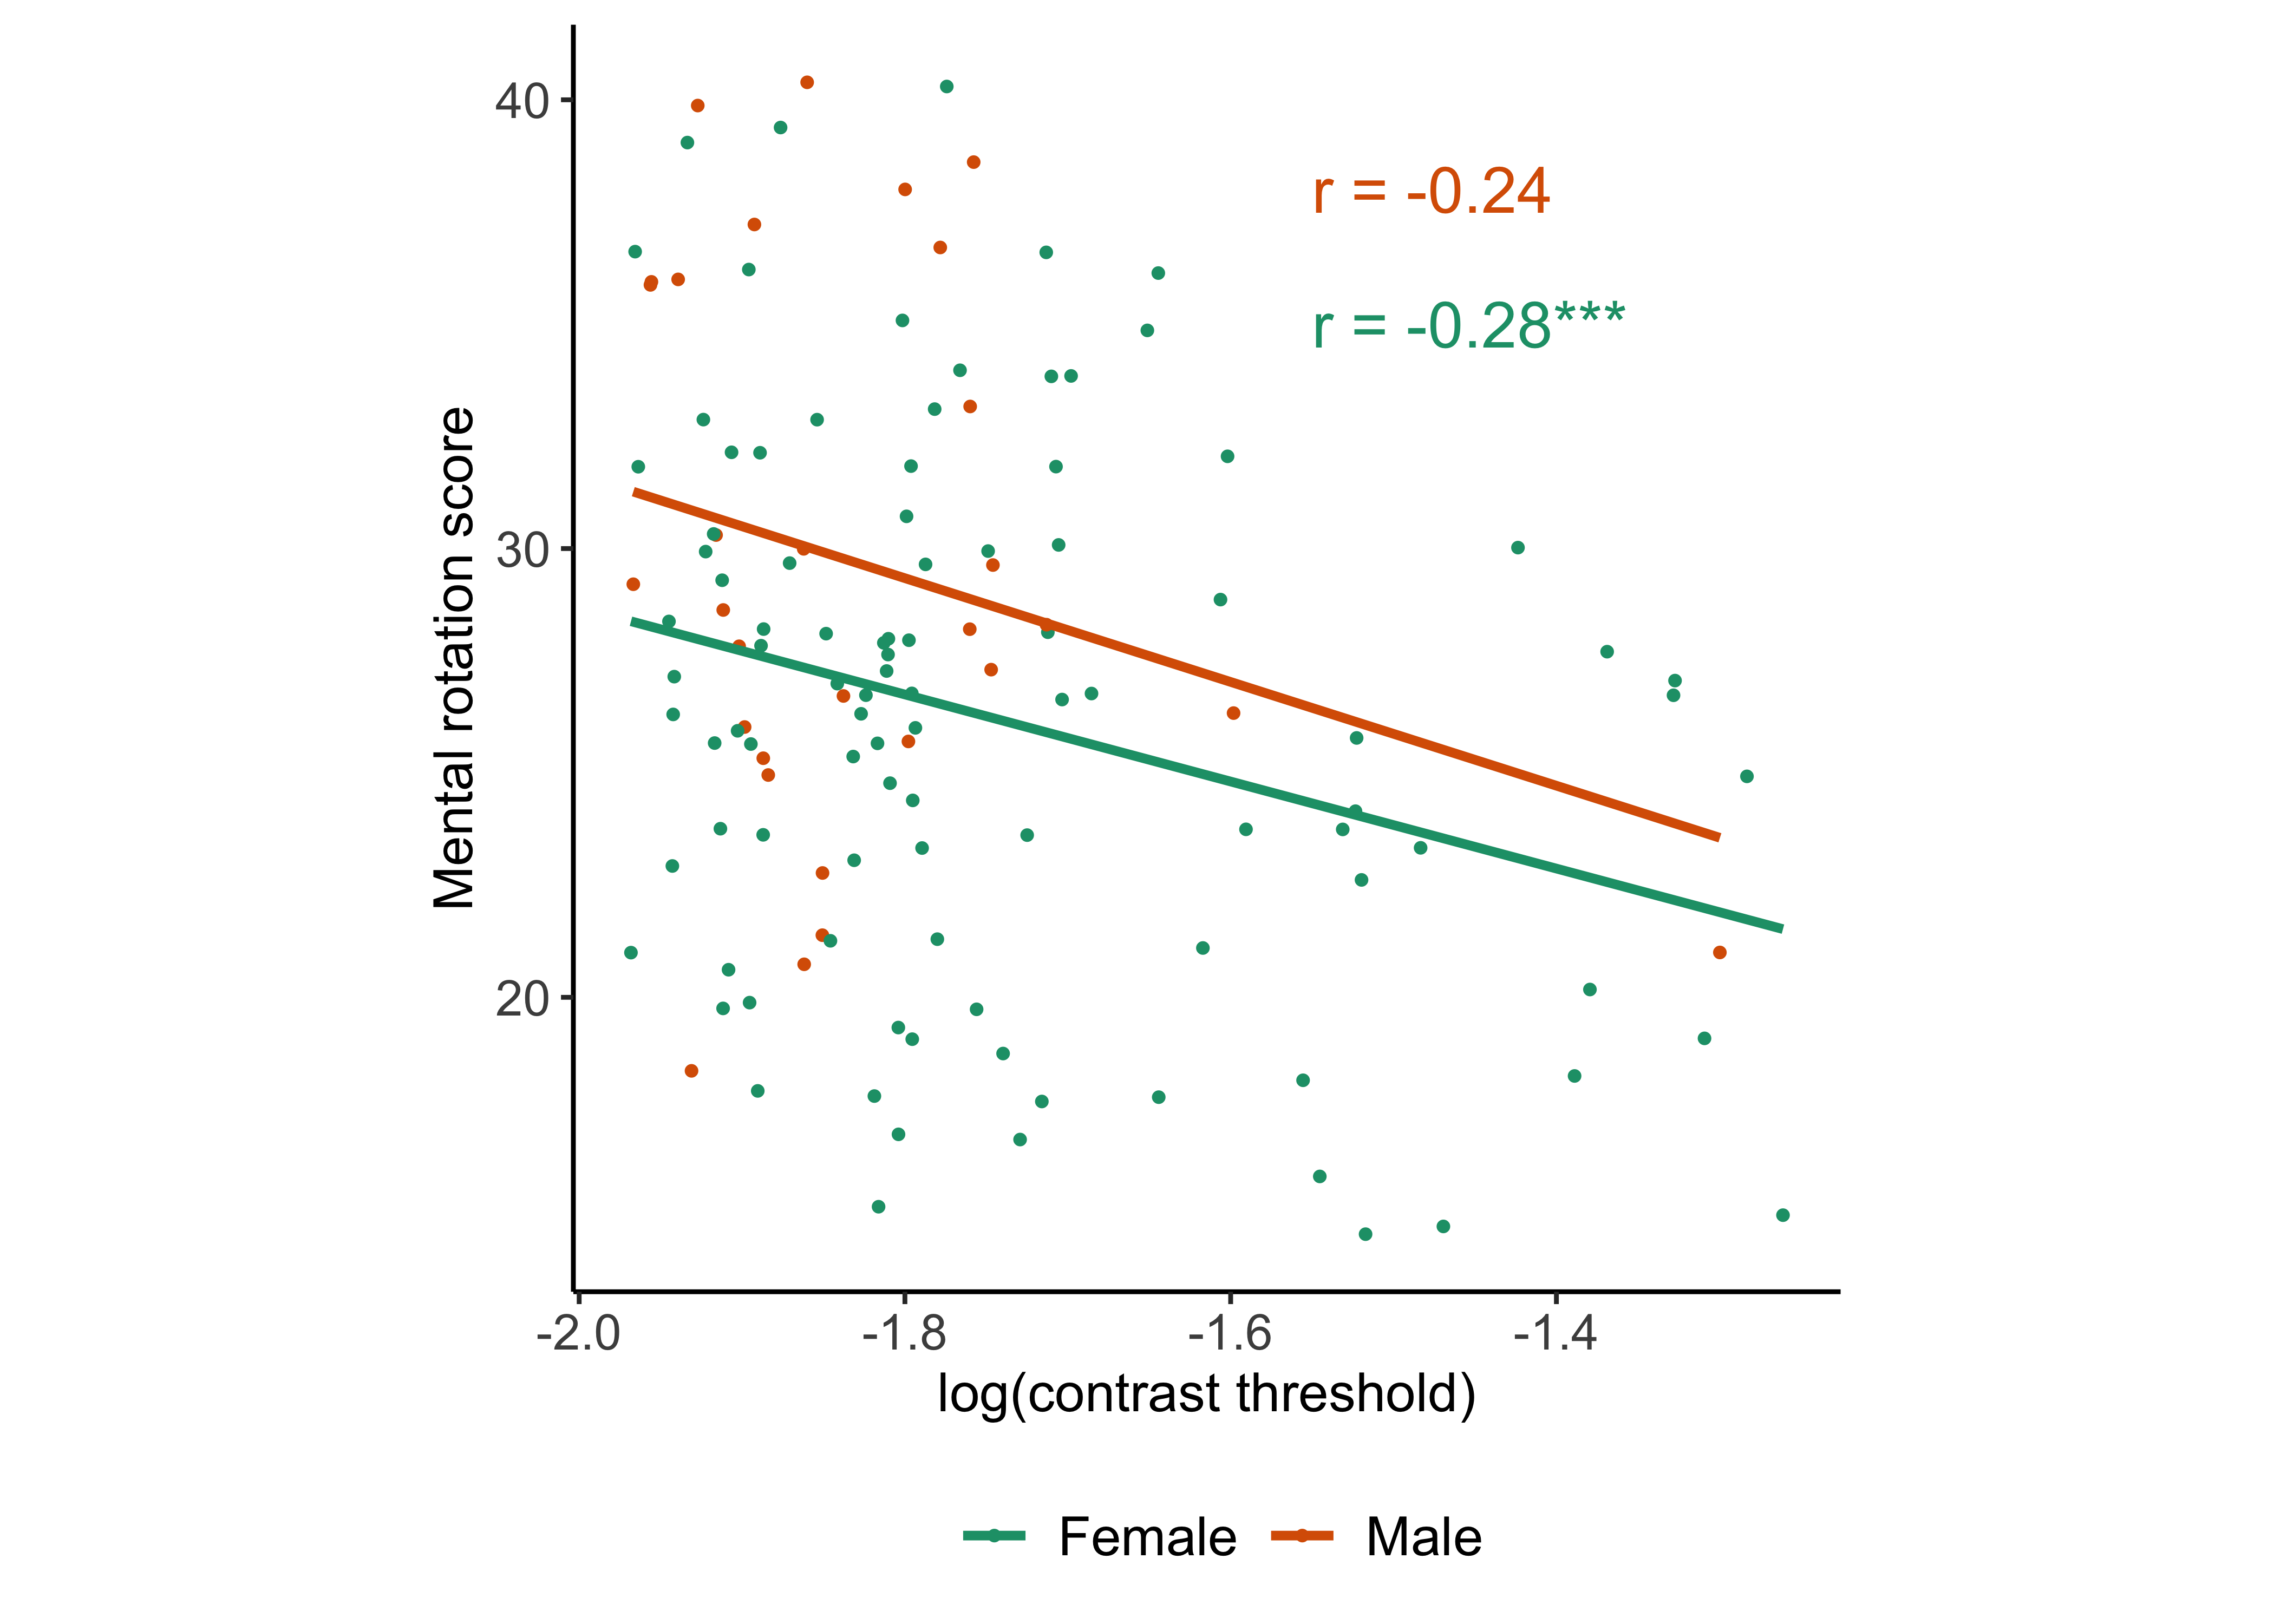 40
30
20
Mental rotation score
r = -0.24
r = -0.28***
-2.0 -1.8 -1.6 -1.4
log(contrast threshold)
Female Male